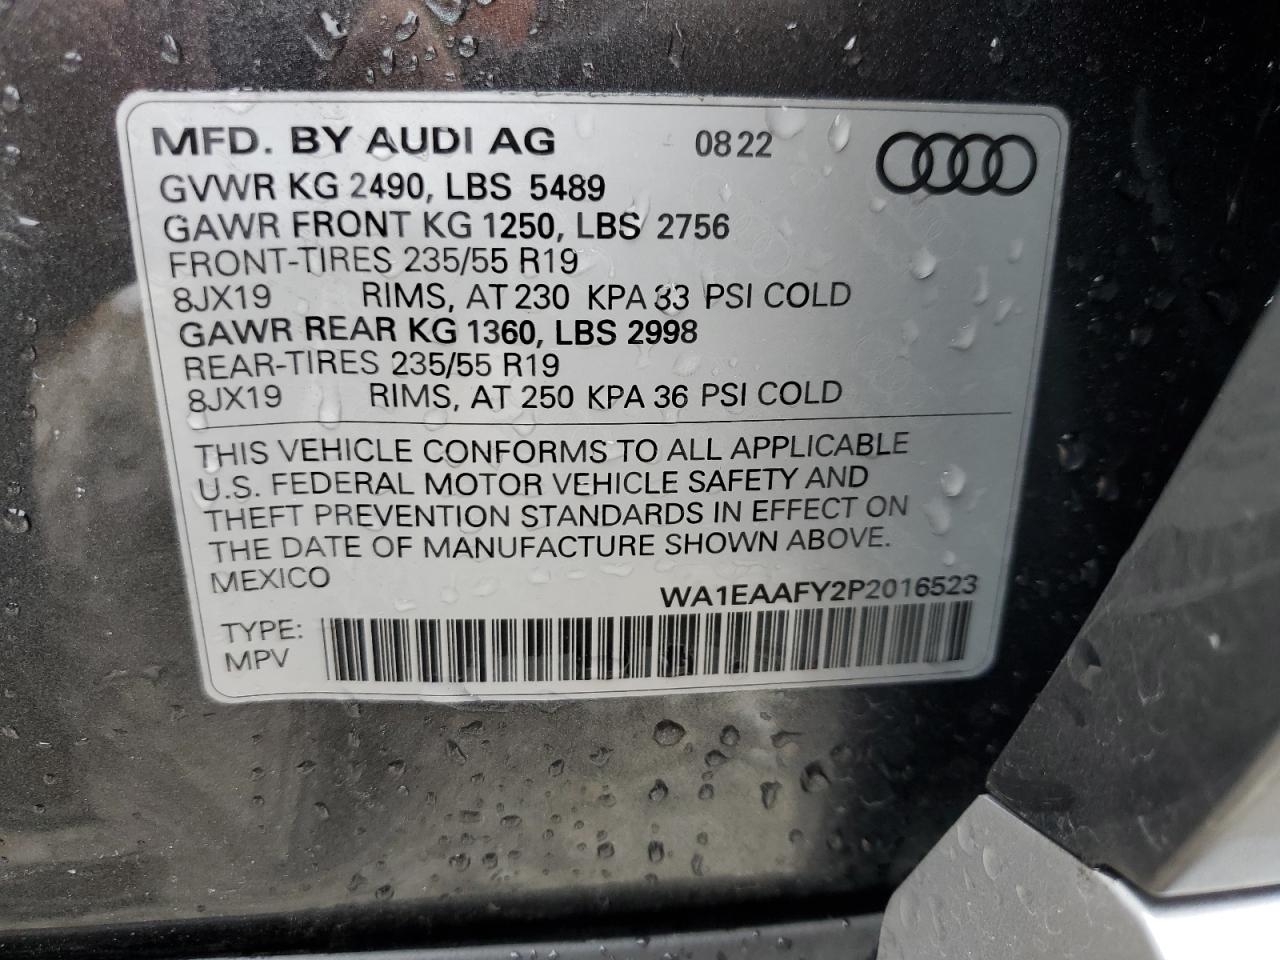 MFD. BY AUDI AG 0822
GVWR KG 2490, LBS 5489
GAWR FRONT KG 1250, LBS 2756
FRONT-TIRES 235/55 R19
8JX19 RIMS, AT 230 KPA 33 PSI COLD
GAWR REAR KG 1360, LBS 2998
REAR-TIRES 235/55 R19
8JX19 RIMS, AT 250 KPA 36 PSI COLD
THIS VEHICLE CONFORMS TO ALL APPLICABLE
U.S. FEDERAL MOTOR VEHICLE SAFETY AND
THEFT PREVENTION STANDARDS IN EFFECT ON
THE DATE OF MANUFACTURE SHOWN ABOVE.
MEXICO WA1EAAFY2P2016523
TYPE:
MPV